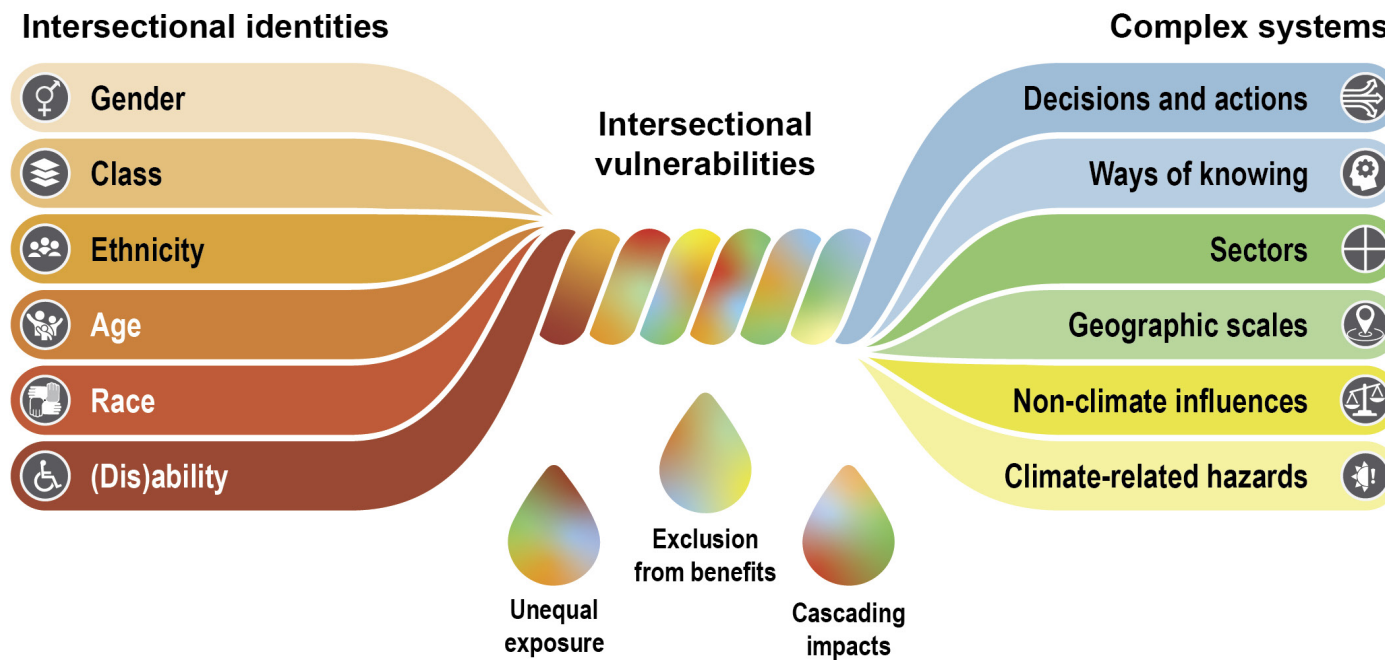 Intersectional identities
Gender
Class
Ethnicity
Age
Race
(Dis)ability
Intersectional
vulnerabilities
Unequal
exposure
Exclusion
from benefits
Cascading
impacts
Complex systems
Decisions and actions
Ways of knowing
Sectors
Geographic scales
Non-climate influences
Climate-related hazards